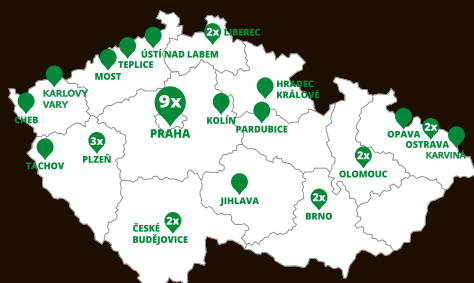 2x
LIBEREC
ÚSTÍ NAD LABEM
TEPLICE
MOST
KARLOVY
VARY
CHEB
HRADEC
KRÁLOVÉ
9x
PRAHA
KOLÍN
PARDUBICE
3x
PLZEŇ
TACHOV
OPAVA
2x
OSTRAVA
KARVINÁ
2x
OLOMOUC
JIHLAVA
2x
BRNO
2x
ČESKÉ
BUDĚJOVICE